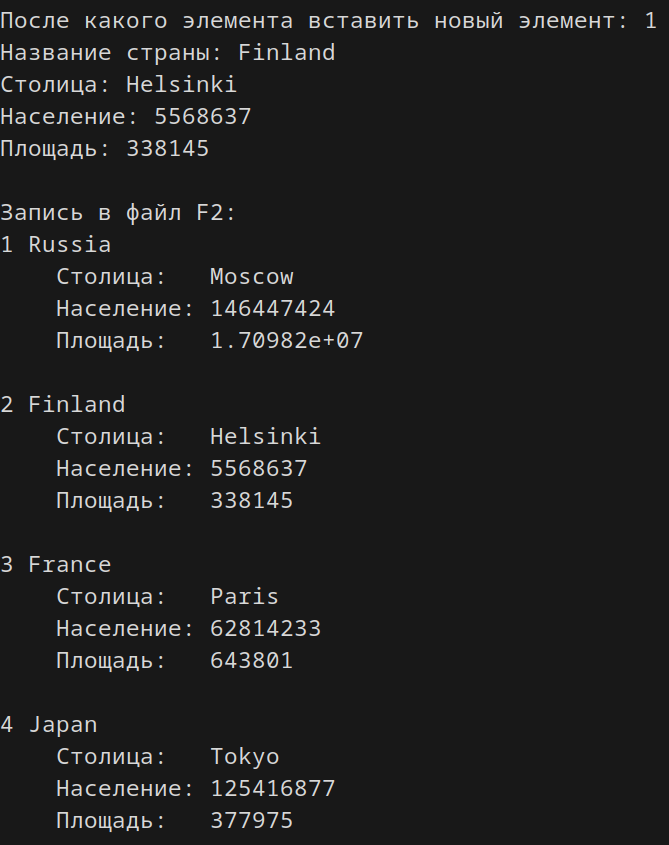 После какого элемента вставить новый элемент: 1
Название страны: Finland
Столица: Helsinki
Население: 5568637
Площадь: 338145
Запись в файл F2:
1 Russia
Столица: Moscow
Население: 146447424
Площадь: 1.70982e+07
2 Finland
Столица: Helsinki
Население: 5568637
Площадь: 338145
3 France
Столица: Paris
Население: 62814233
Площадь: 643801
4 Japan
Столица: Tokyo
Население: 125416877
Площадь: 377975